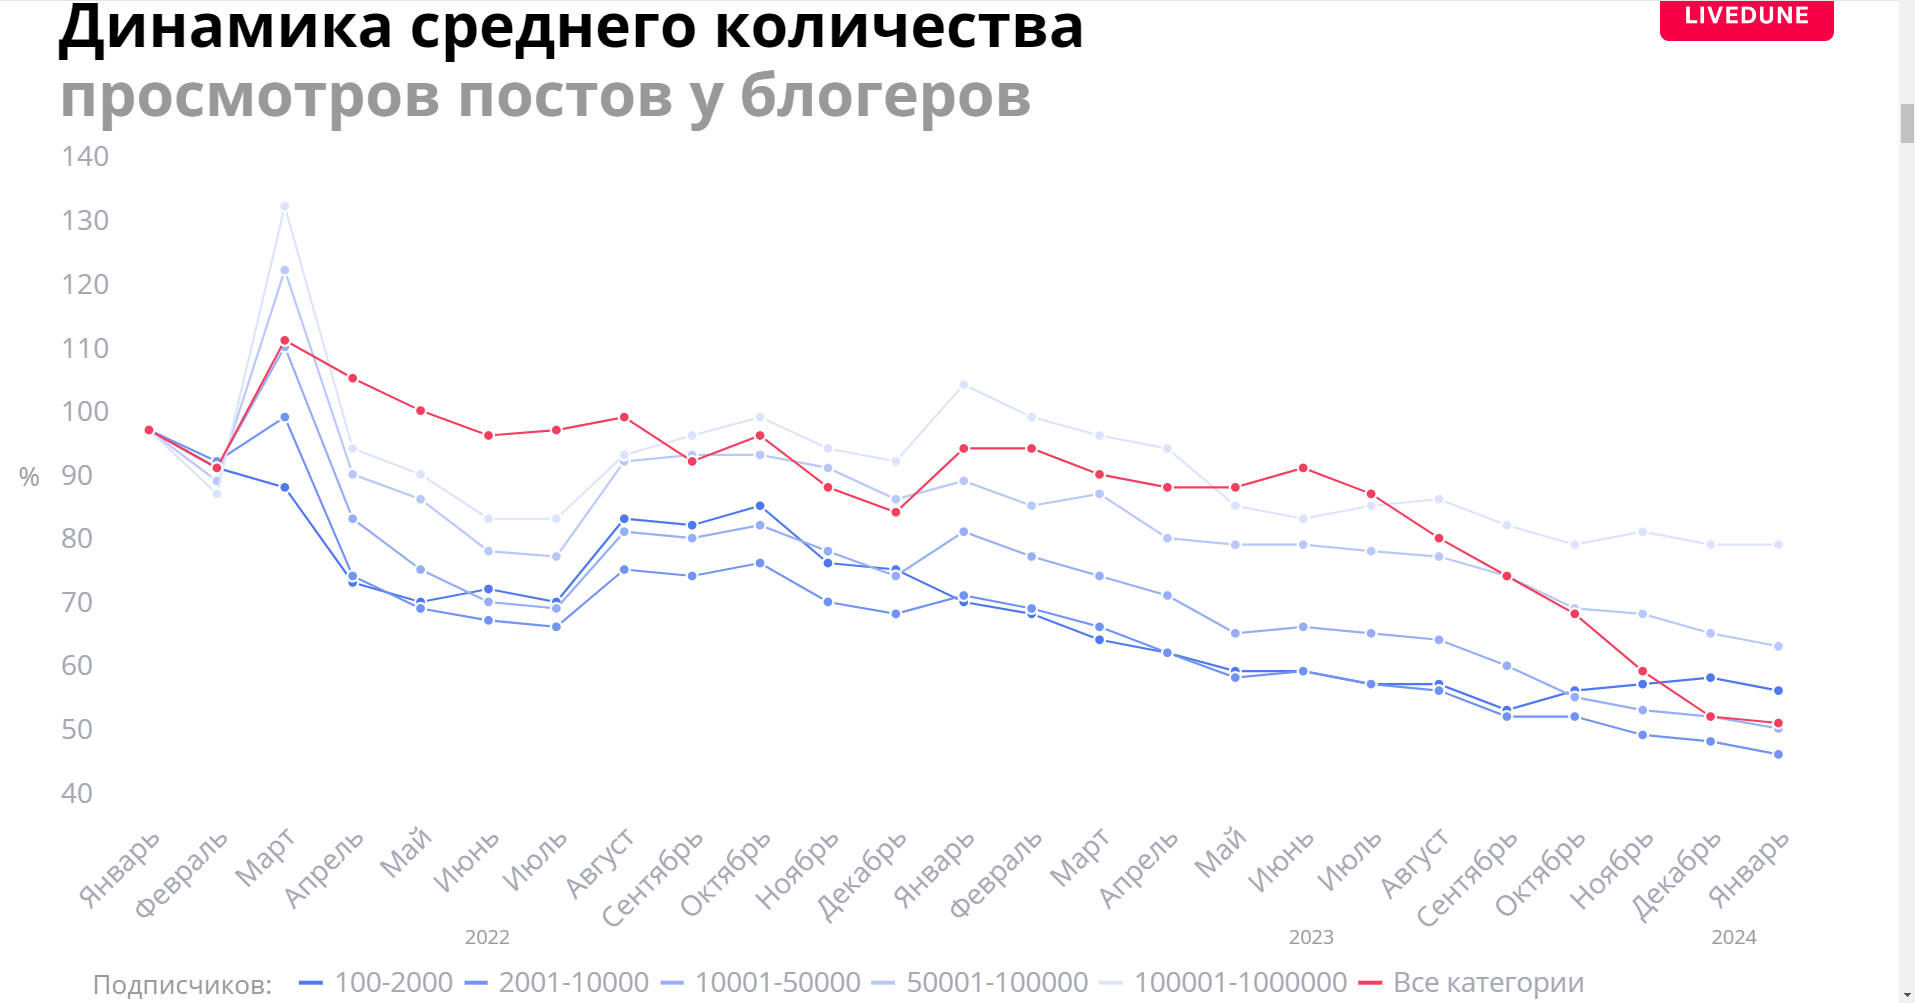 Динамика среднего количества
LIVEDUNE
просмотров постов у блогеров
140
130
120
110
100
%
90
80
70
60
50
40
Январь Февраль Март Апрель Май Июнь Июль Август Сентябрь Октябрь Ноябрь Декабрь Январь Февраль Март Апрель Май Июнь Июль Август Сентябрь Октябрь Ноябрь Декабрь Январь
2022 2023 2024
Подписчиков: 100-2000 2001-10000 10001-50000 50001-100000 100001-1000000 Все категории